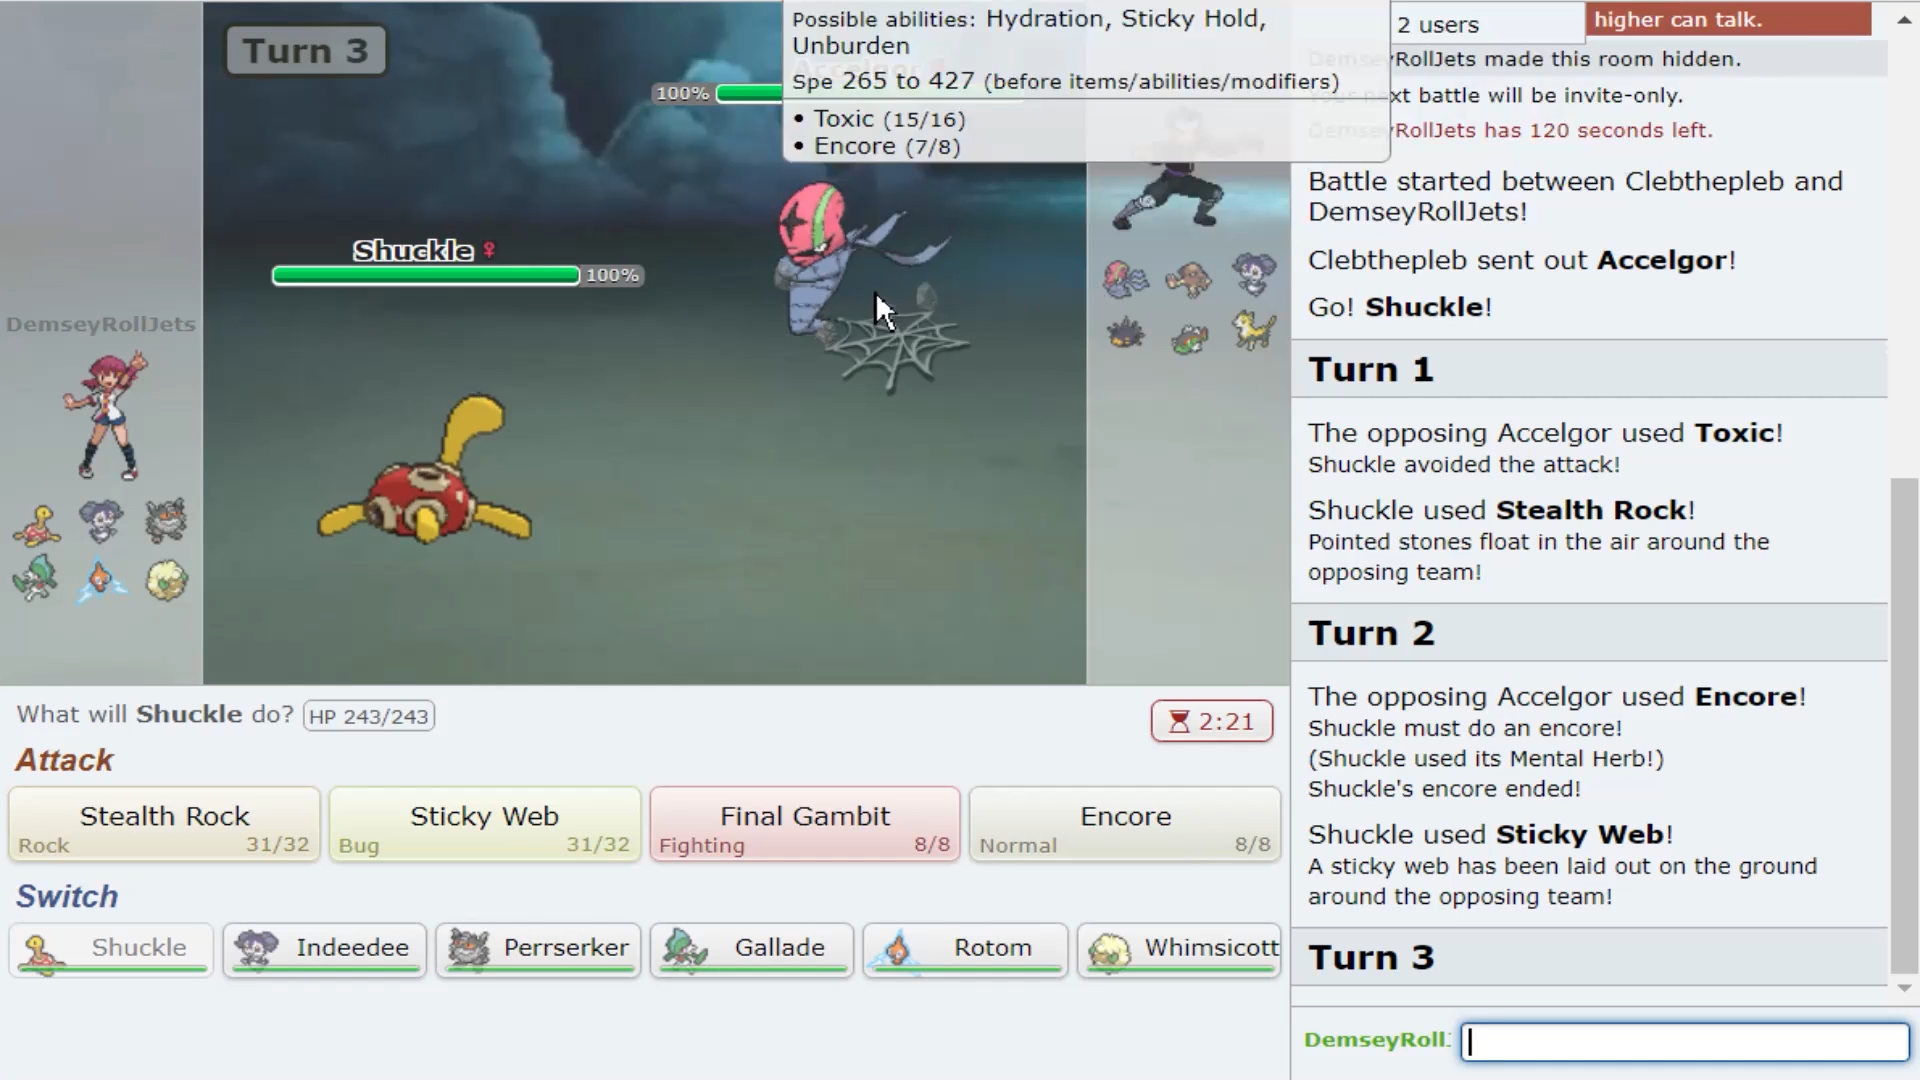 Turn 3
Possible abilities: Hydration, Sticky Hold,
Unburden
Spe 265 to 427 (before items/abilities/modifiers)
• Toxic (15/16)
• Encore (7/8)
100%
Shuckle ♀
100%
DemseyRollJets
What will Shuckle do? HP 243/243
2:21
Attack
Stealth Rock
Rock 31/32
Sticky Web
Bug 31/32
Final Gambit
Fighting 8/8
Encore
Normal 8/8
Switch
Shuckle
Indeedee
Perrserker
Gallade
Rotom
Whimsicott
2 users
higher can talk.
DemseyRollJets made this room hidden.
Your next battle will be invite-only.
DemseyRollJets has 120 seconds left.
Battle started between Clebthepleb and
DemseyRollJets!
Clebthepleb sent out Accelgor!
Go! Shuckle!
Turn 1
The opposing Accelgor used Toxic!
Shuckle avoided the attack!
Shuckle used Stealth Rock!
Pointed stones float in the air around the
opposing team!
Turn 2
The opposing Accelgor used Encore!
Shuckle must do an encore!
(Shuckle used its Mental Herb!)
Shuckle's encore ended!
Shuckle used Sticky Web!
A sticky web has been laid out on the ground
around the opposing team!
Turn 3
DemseyRoll